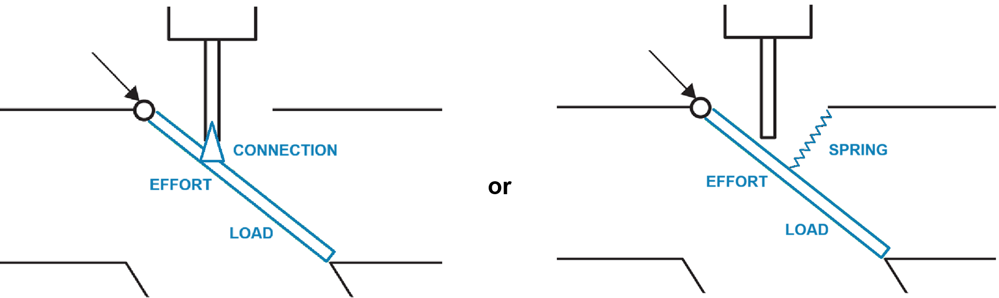 CONNECTION
EFFORT
LOAD
or
SPRING
EFFORT
LOAD